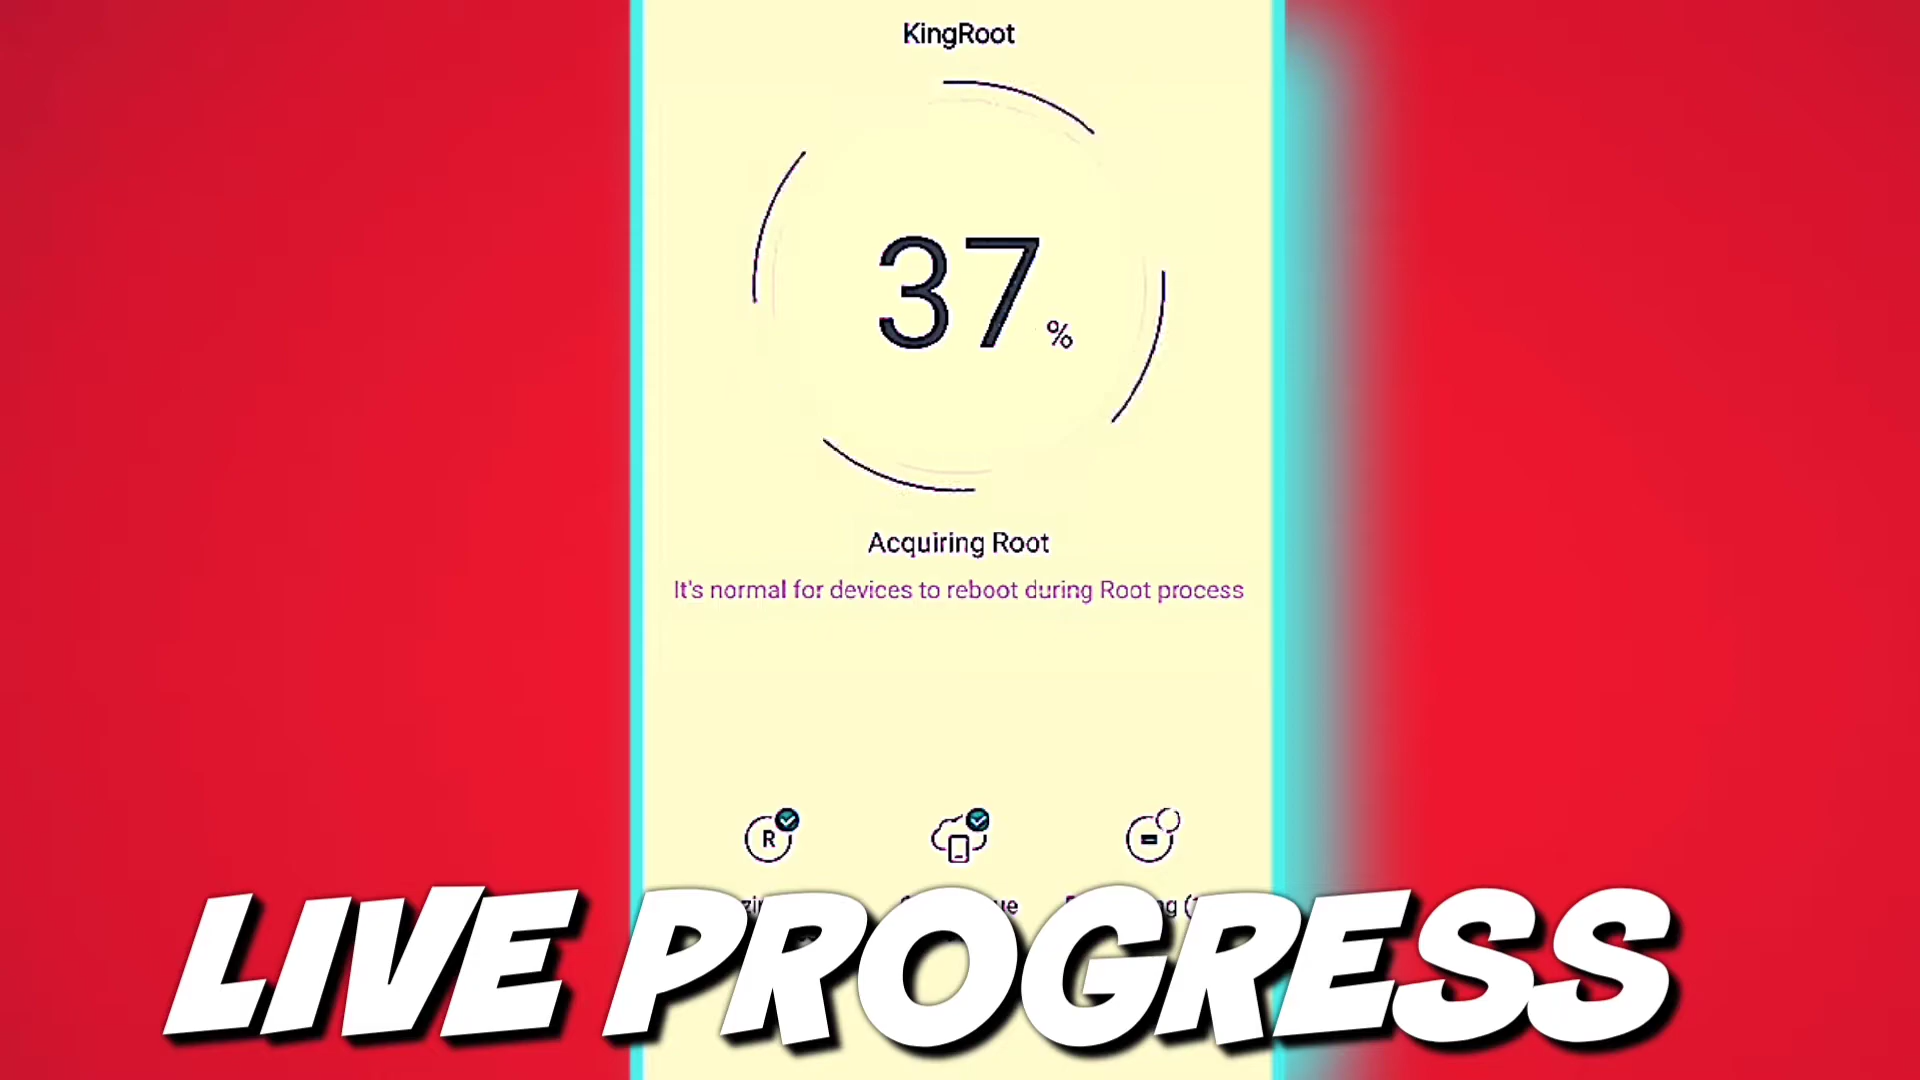 KingRoot
37 %
Acquiring Root
It's normal for devices to reboot during Root process
R
LIVE PROGRESS